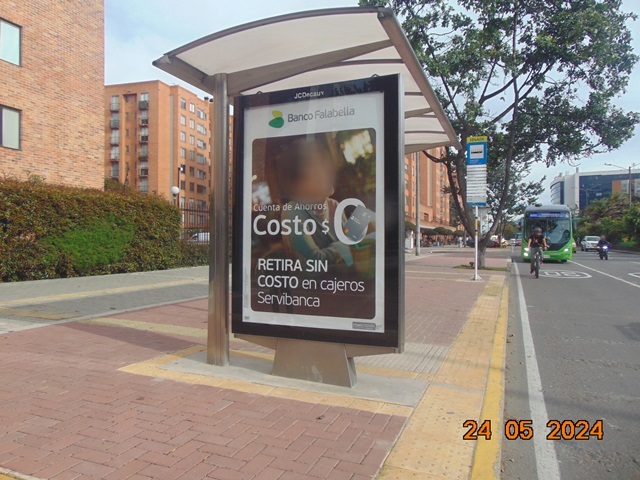 JCDecaux
Banco Falabella
Cuenta de Ahorros
Costo $0
RETIRA SIN
COSTO en cajeros
Servibanca
24 05 2024